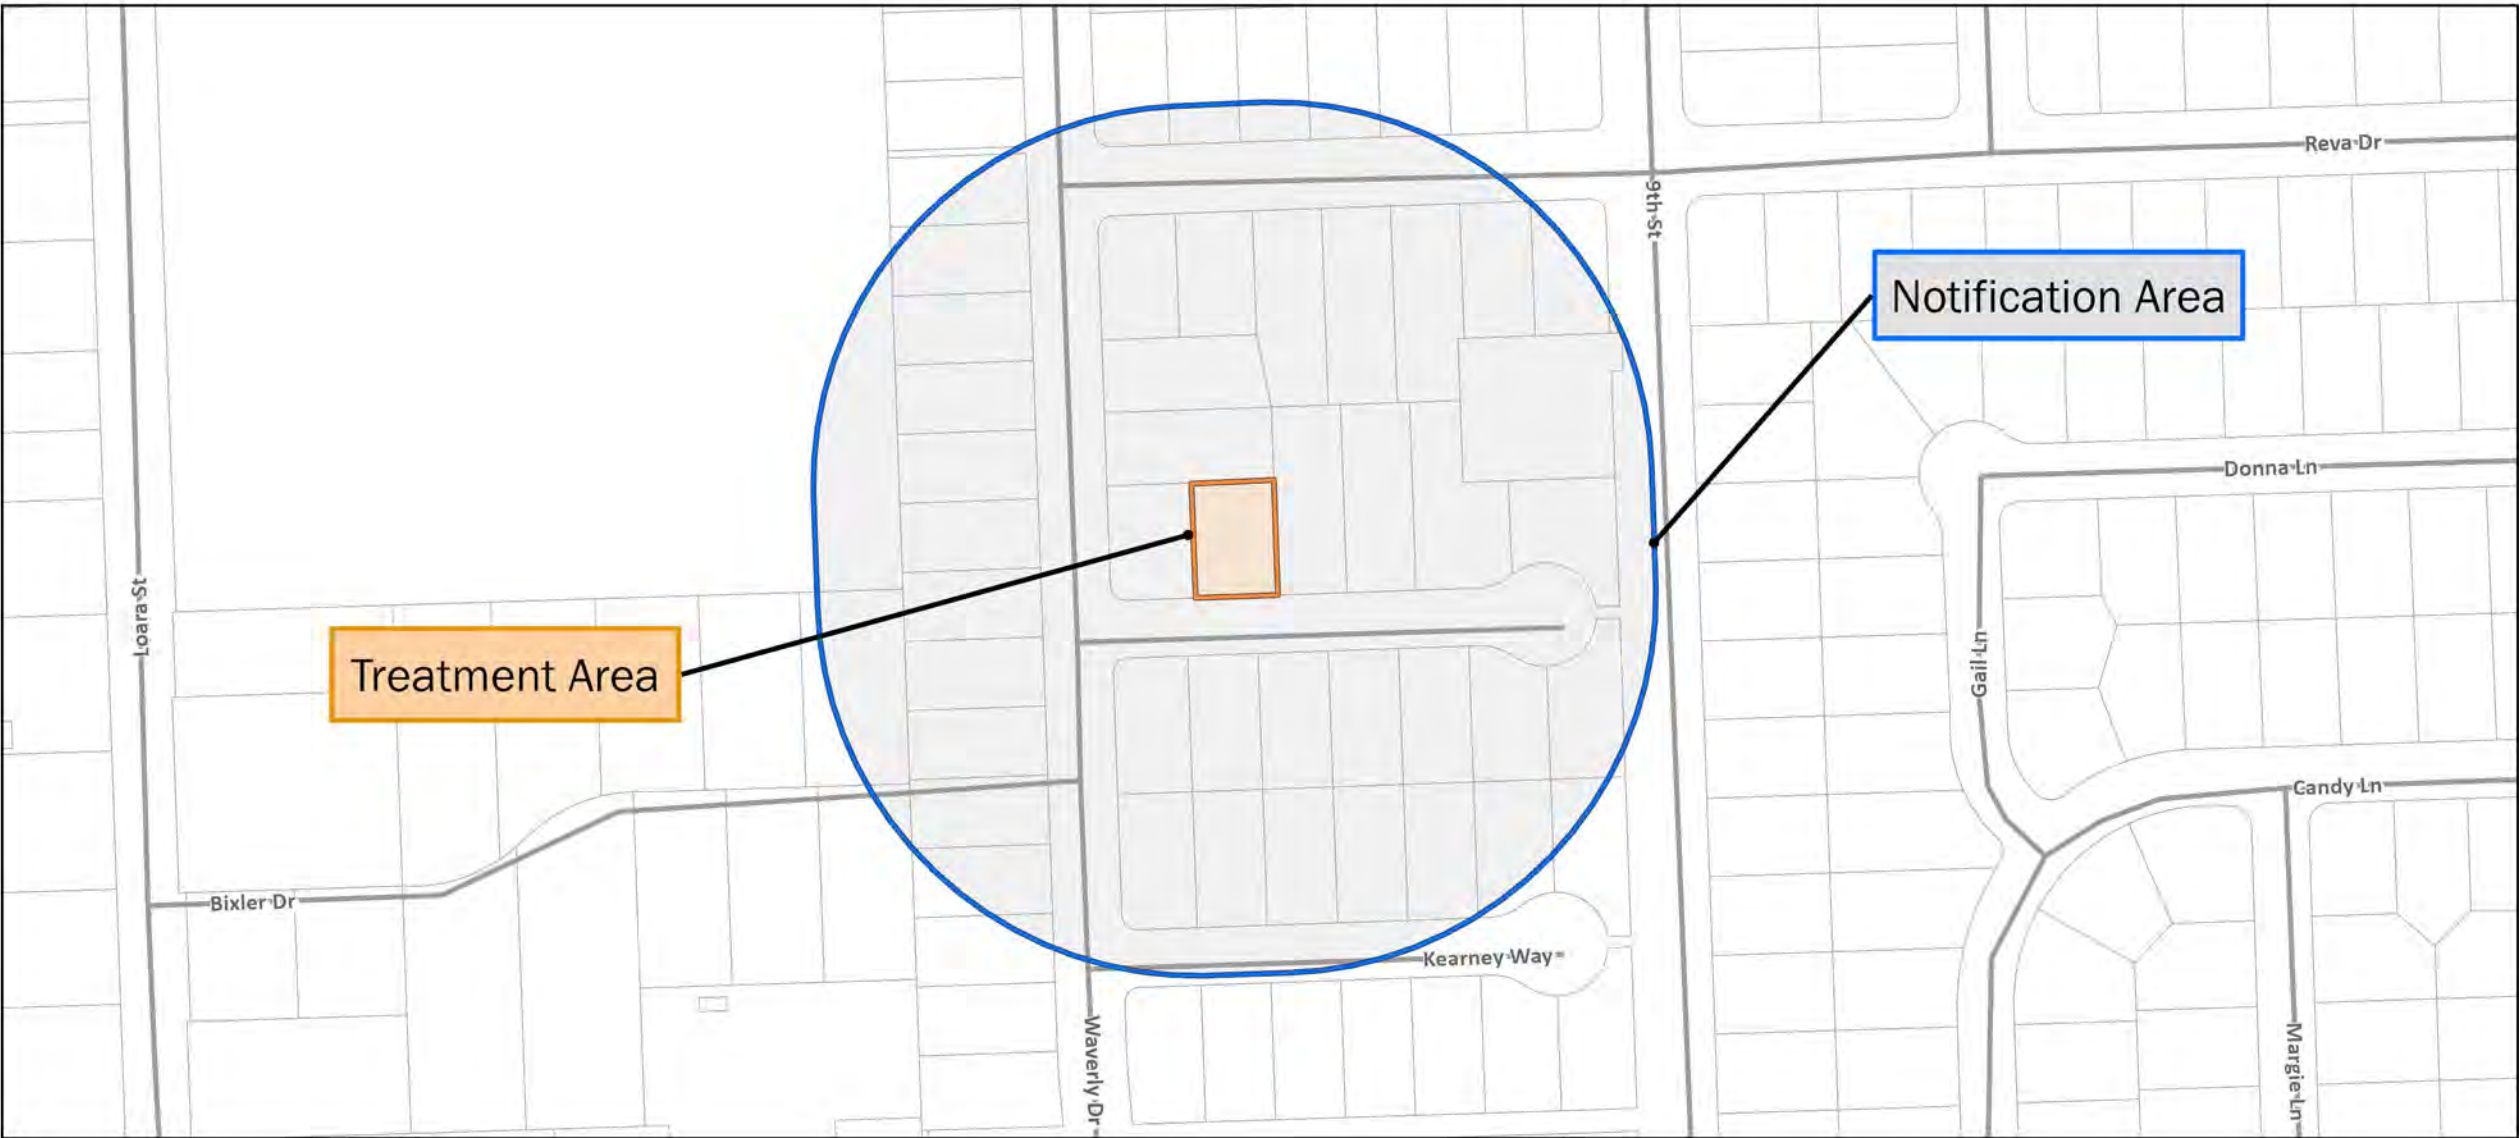 Reva Dr
9th St
Notification Area
Donna Ln
Loara St
Treatment Area
Gail Ln
Candy Ln
Bixler Dr
Kearney Way
Waverly Dr
Margie Ln